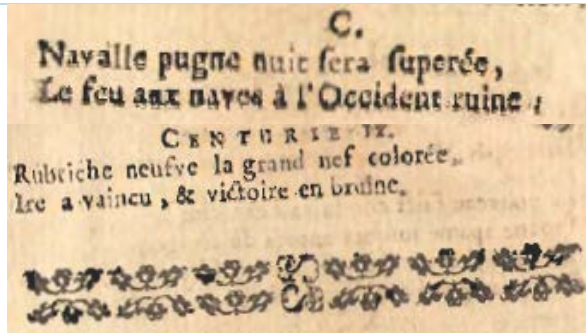 C.
Navalle pugne nuit sera superée,
Le feu aux naves à l'Occident ruine :
CENTURIE IX.
Rubriche neufve la grand nef colorée,
Ire a vaincu, & victoire en bruine.